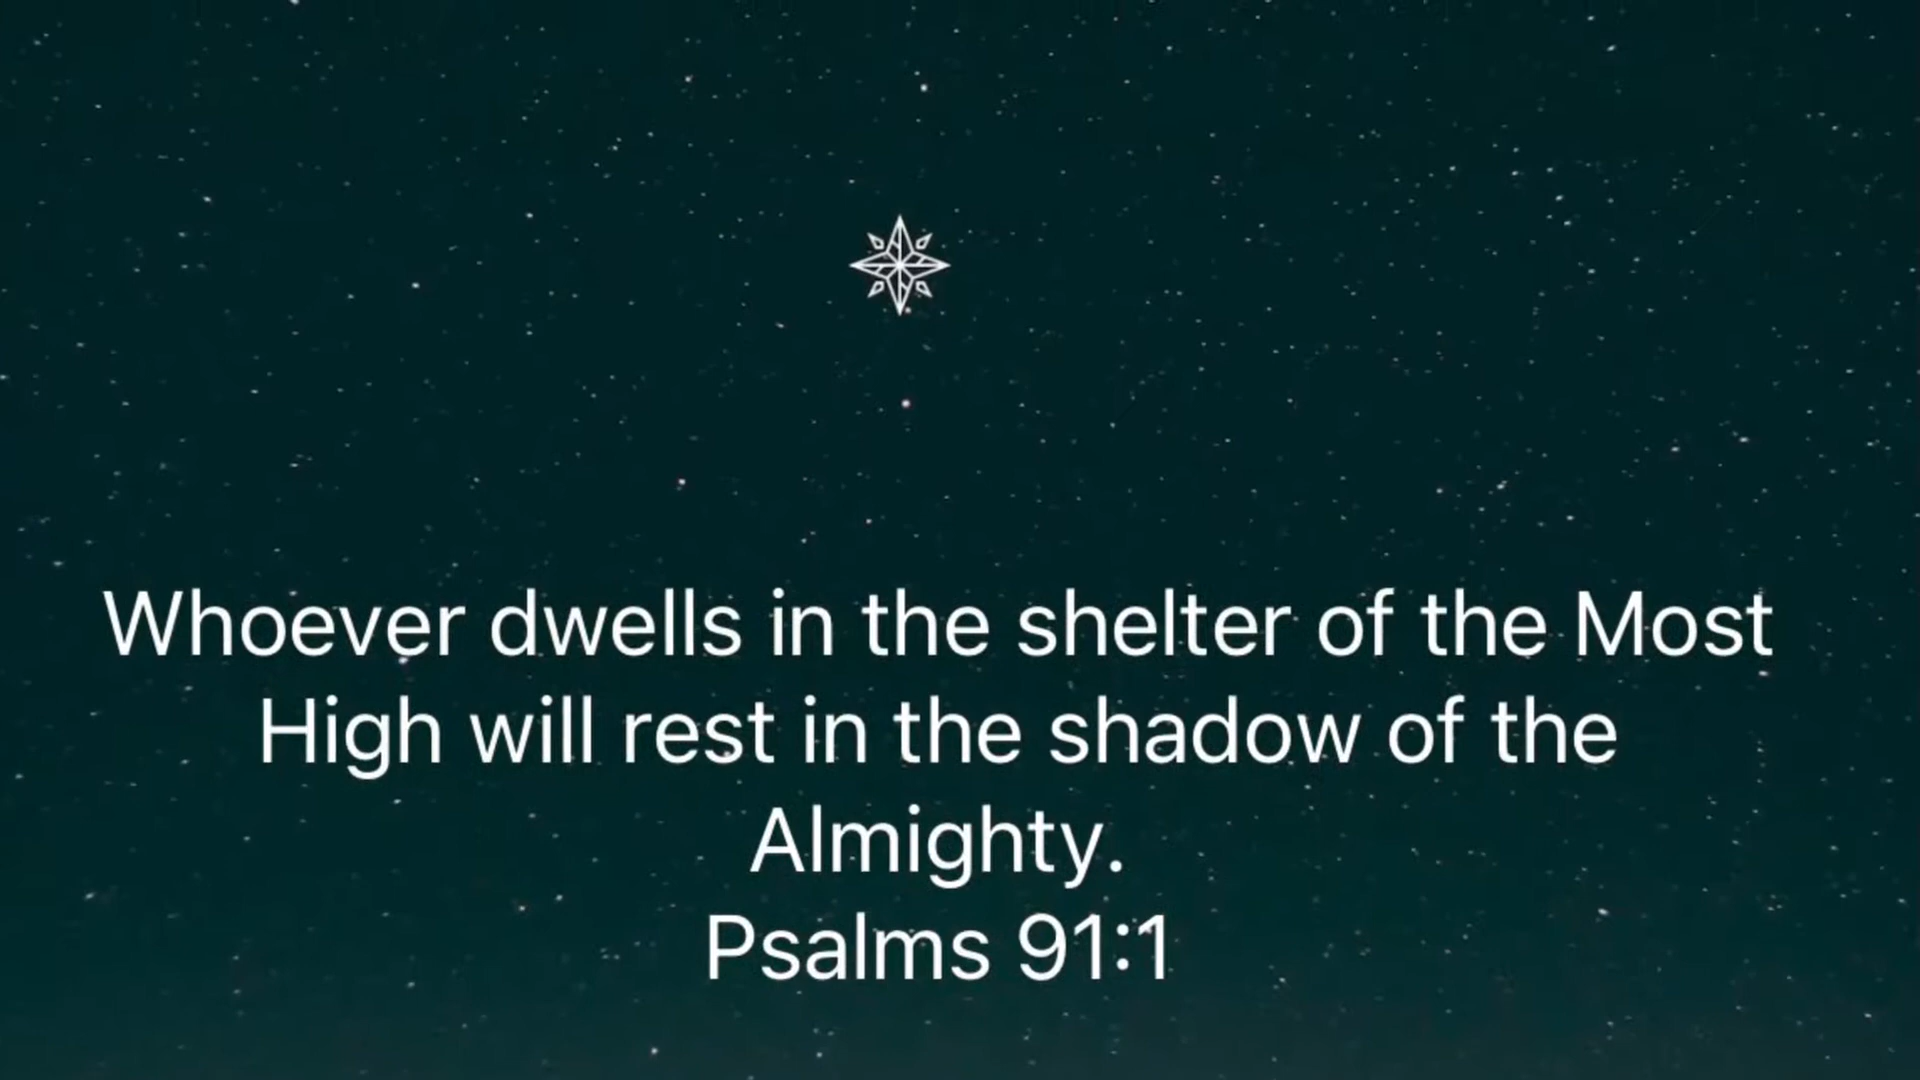 Whoever dwells in the shelter of the Most
High will rest in the shadow of the
Almighty.
Psalms 91:1